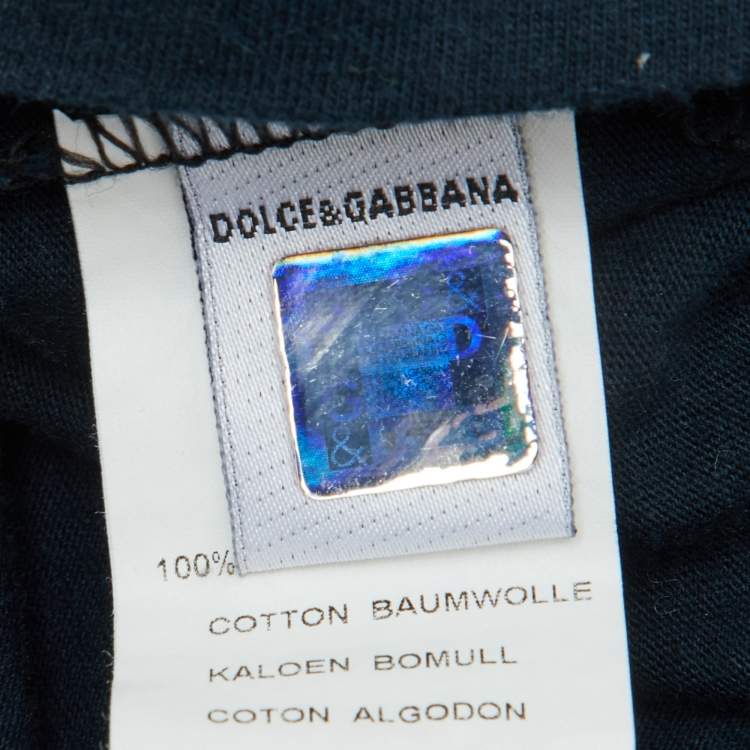 DOLCE&GABBANA
&
D
&
100%
COTTON BAUMWOLLE
KALOEN BOMULL
COTON ALGODON